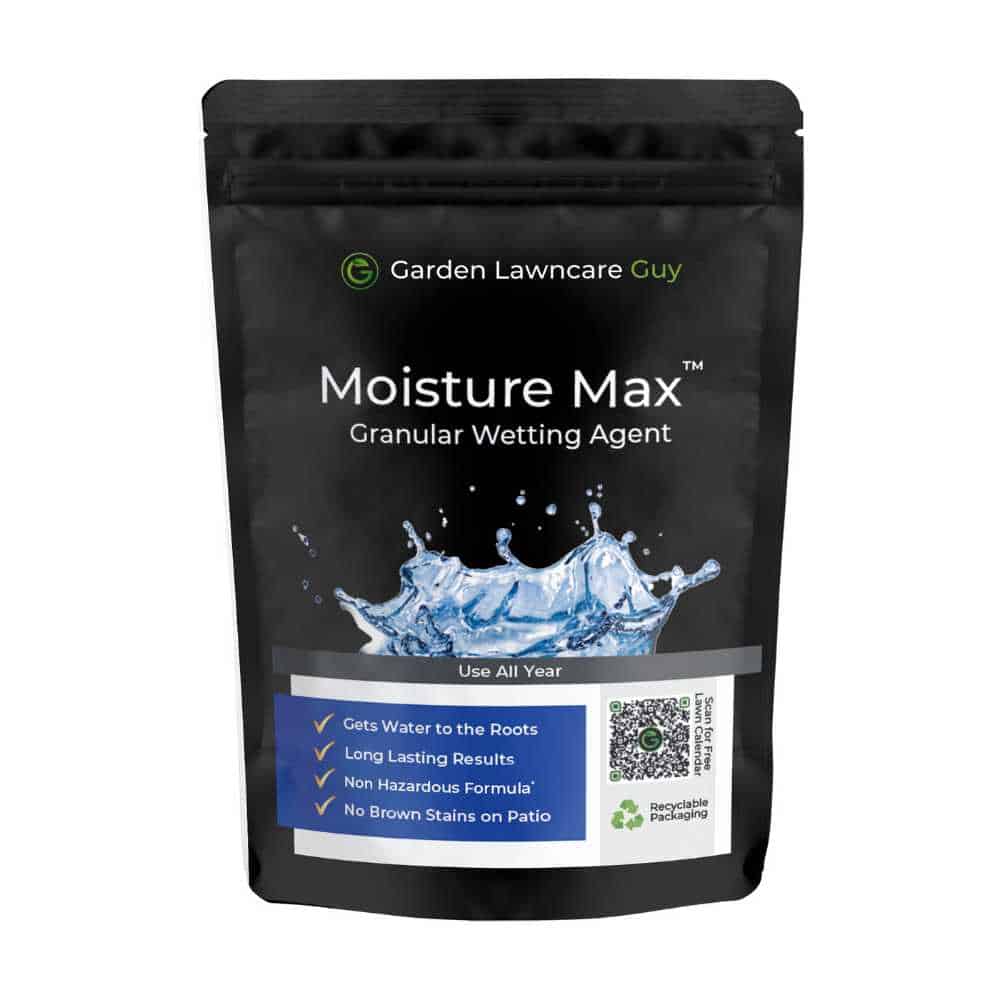 Garden Lawncare Guy
Moisture Max™
Granular Wetting Agent
Use All Year
Gets Water to the Roots
Long Lasting Results
Non Hazardous Formula*
No Brown Stains on Patio
Scan for Free
Lawn Calendar
Recyclable
Packaging